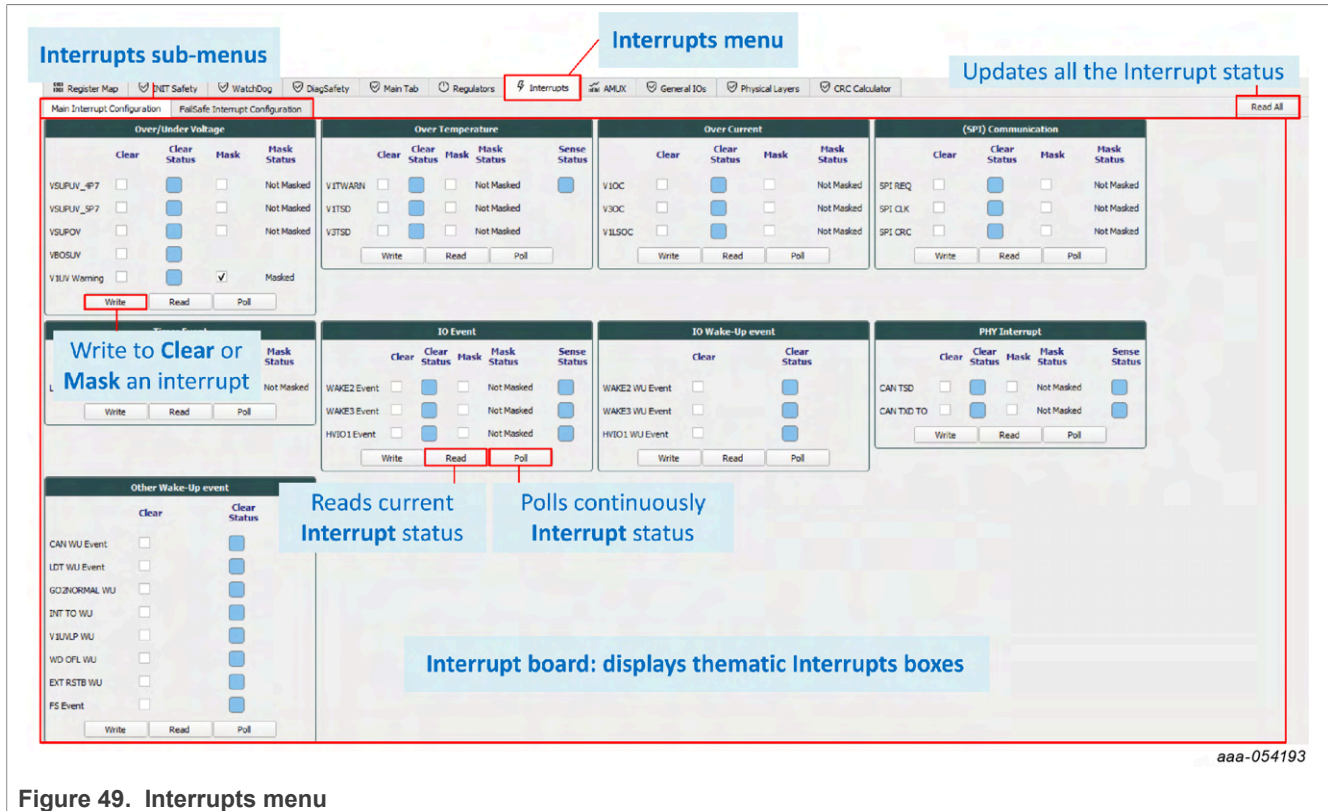 Interrupts sub-menus
Interrupts menu
Updates all the Interrupt status
Register Map INIT Safety WatchDog DiagSafety Main Tab Regulators Interrupts AMUX General IOs Physical Layers CRC Calculator
Main Interrupt Configuration FailSafe Interrupt Configuration Read All
Over/Under Voltage
Clear Clear Status Mask Mask Status
VSUPUV_4P7 Not Masked
VSUPUV_5P7 Not Masked
VSUPOV Not Masked
VBOSUV
V1UV Warning Masked
Write Read Poll
Over Temperature
Clear Clear Status Mask Mask Status Sense Status
V1TWARN Not Masked
V1TSD Not Masked
V3TSD Not Masked
Write Read Poll
Over Current
Clear Clear Status Mask Mask Status
V1OC Not Masked
V3OC Not Masked
V1LSOC Not Masked
Write Read Poll
(SPI) Communication
Clear Clear Status Mask Mask Status
SPI REQ Not Masked
SPI CLK Not Masked
SPI CRC Not Masked
Write Read Poll
Write to Clear or
Mask an interrupt
Mask Status
Not Masked
Write Read Poll
IO Event
Clear Clear Status Mask Mask Status Sense Status
WAKE2 Event Not Masked
WAKE3 Event Not Masked
HVIO1 Event Not Masked
Write Read Poll
IO Wake-Up event
Clear Clear Status
WAKE2 WU Event
WAKE3 WU Event
HVIO1 WU Event
Write Read Poll
PHY Interrupt
Clear Clear Status Mask Mask Status Sense Status
CAN TSD Not Masked
CAN TXD TO Not Masked
Write Read Poll
Reads current
Interrupt status
Polls continuously
Interrupt status
Other Wake-Up event
Clear Clear Status
CAN WU Event
LDT WU Event
GO2NORMAL WU
INT TO WU
V1UVLP WU
WD OFL WU
EXT RSTB WU
FS Event
Write Read Poll
Interrupt board: displays thematic Interrupts boxes
aaa-054193
Figure 49. Interrupts menu